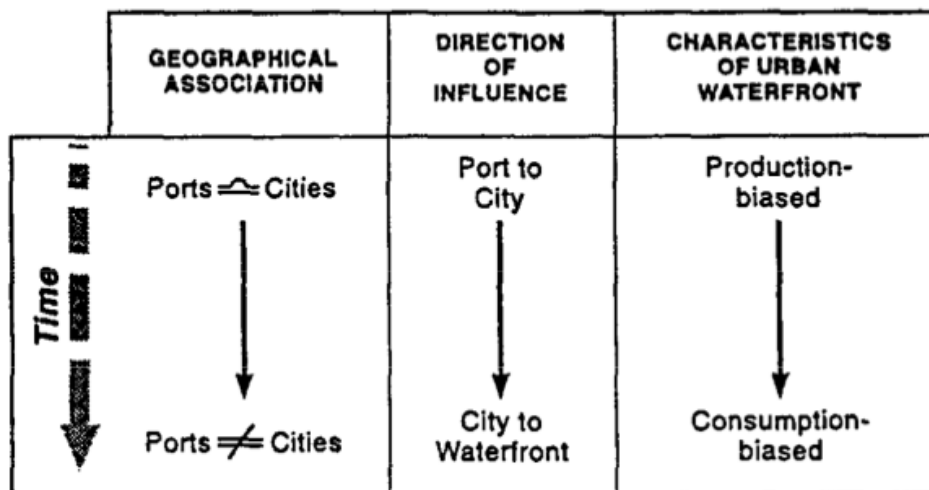 GEOGRAPHICAL
ASSOCIATION
DIRECTION
OF
INFLUENCE
CHARACTERISTICS
OF URBAN
WATERFRONT
Time
Ports ≏ Cities
Port to
City
Production-
biased
Ports ≠ Cities
City to
Waterfront
Consumption-
biased